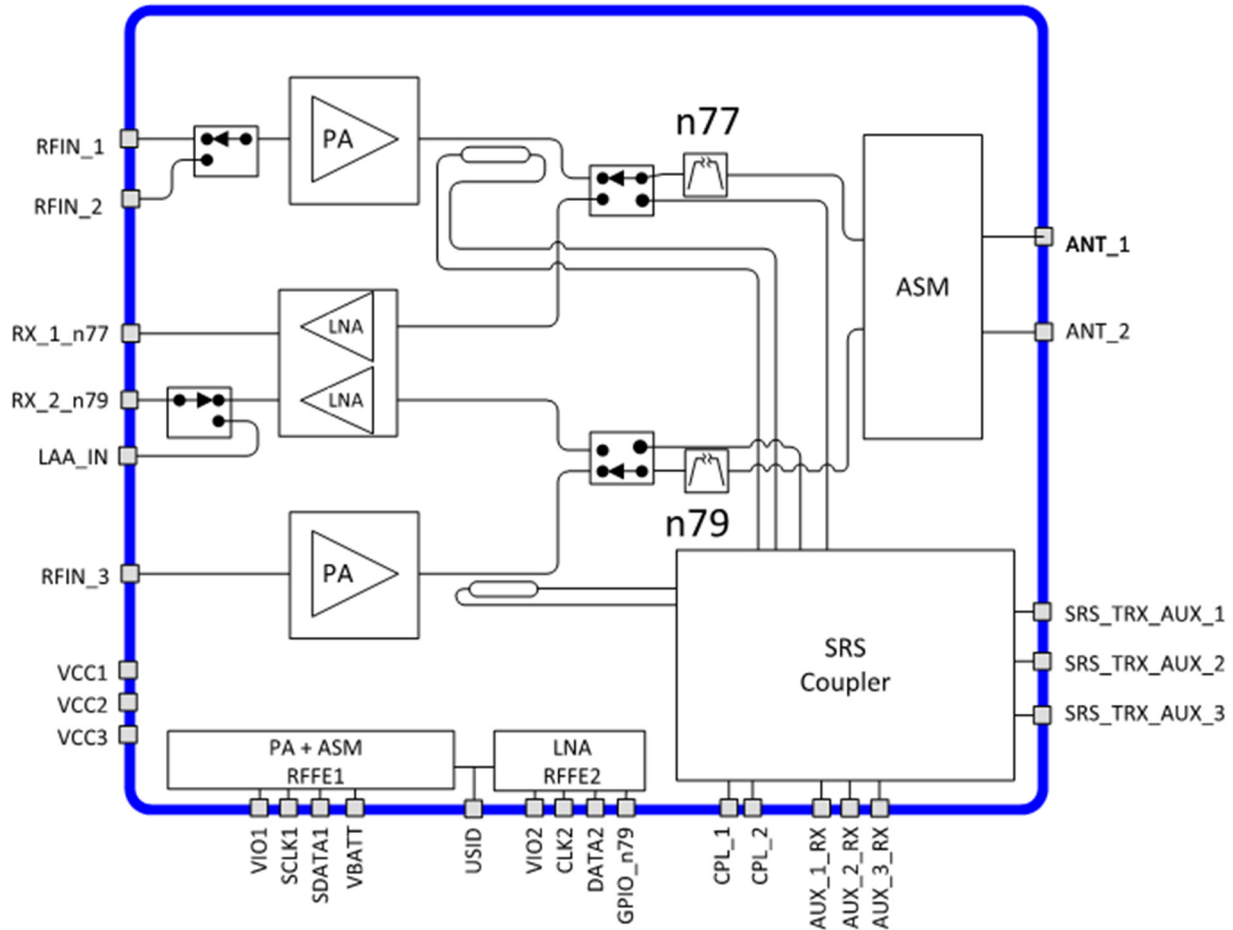 n77
RFIN_1
PA
RFIN_2
ANT_1
ASM
RX_1_n77
LNA
ANT_2
RX_2_n79
LNA
LAA_IN
n79
RFIN_3
PA
SRS_TRX_AUX_1
SRS
Coupler
SRS_TRX_AUX_2
VCC1
VCC2
SRS_TRX_AUX_3
VCC3
PA + ASM
RFFE1
LNA
RFFE2
VIO1
SCLK1
SDATA1
VBATT
USID
VIO2
CLK2
DATA2
GPIO_n79
CPL_1
CPL_2
AUX_1_RX
AUX_2_RX
AUX_3_RX